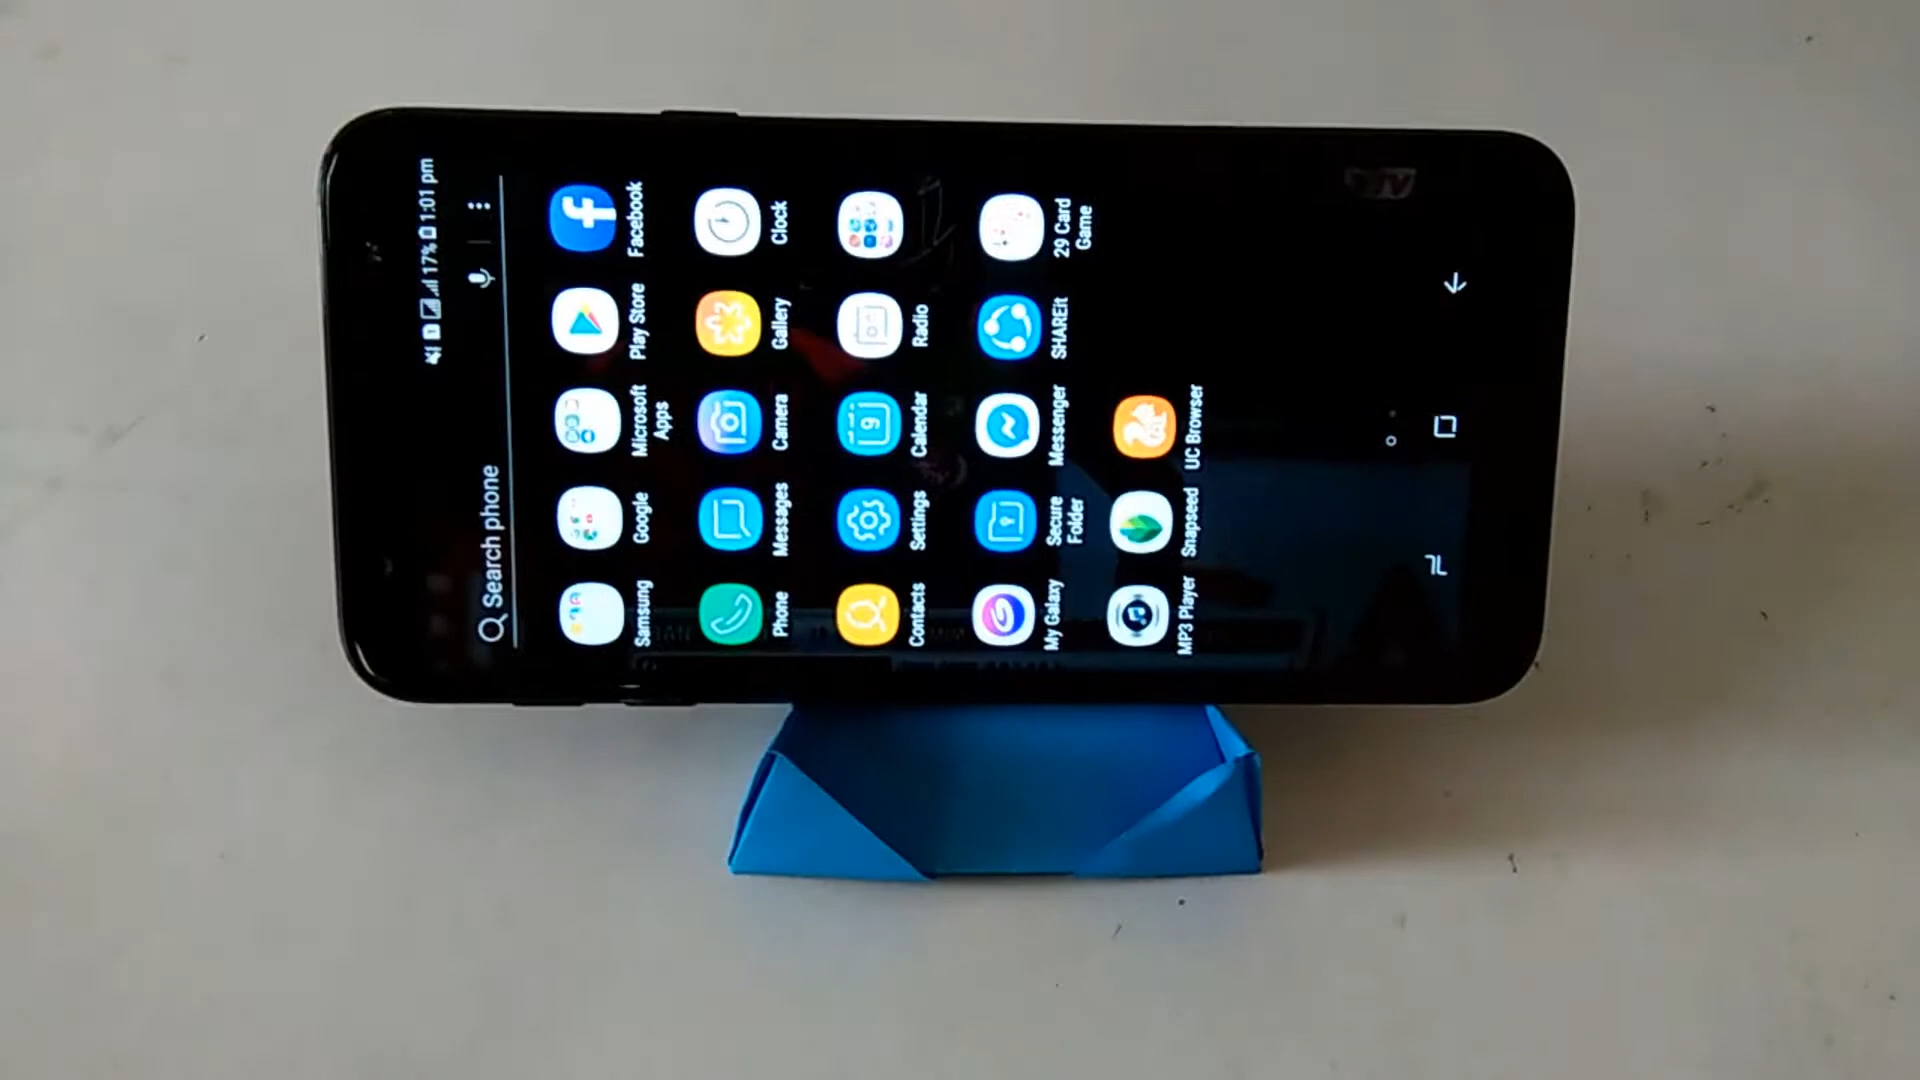 17% 1:01 pm
Search phone
Samsung
Google
Microsoft
Apps
Play Store
Facebook
Phone
Messages
Camera
Gallery
Clock
Contacts
Settings
9
Calendar
Radio
My Galaxy
Secure
Folder
Messenger
SHAREit
29 Card
Game
MP3 Player
Snapseed
UC Browser